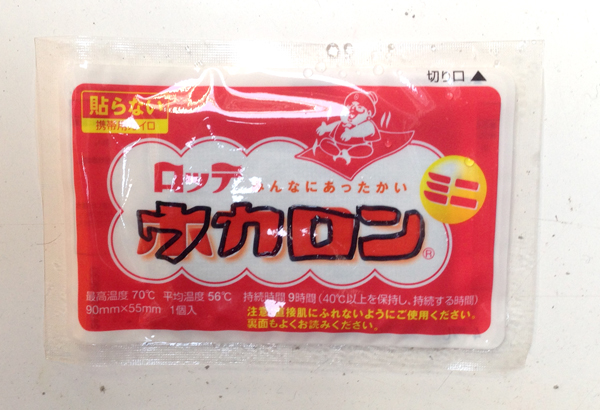 切り口▲
貼らない
携帯用カイロ
ロッテ
みんなにあったかい
ホカロン®
ミニ
最高温度 70℃ 平均温度 56℃ 持続時間 9時間(40℃以上を保持し、持続する時間)
90mm×55mm 1個入
注意 直接肌にふれないようにご使用ください。
裏面もよくお読みください。